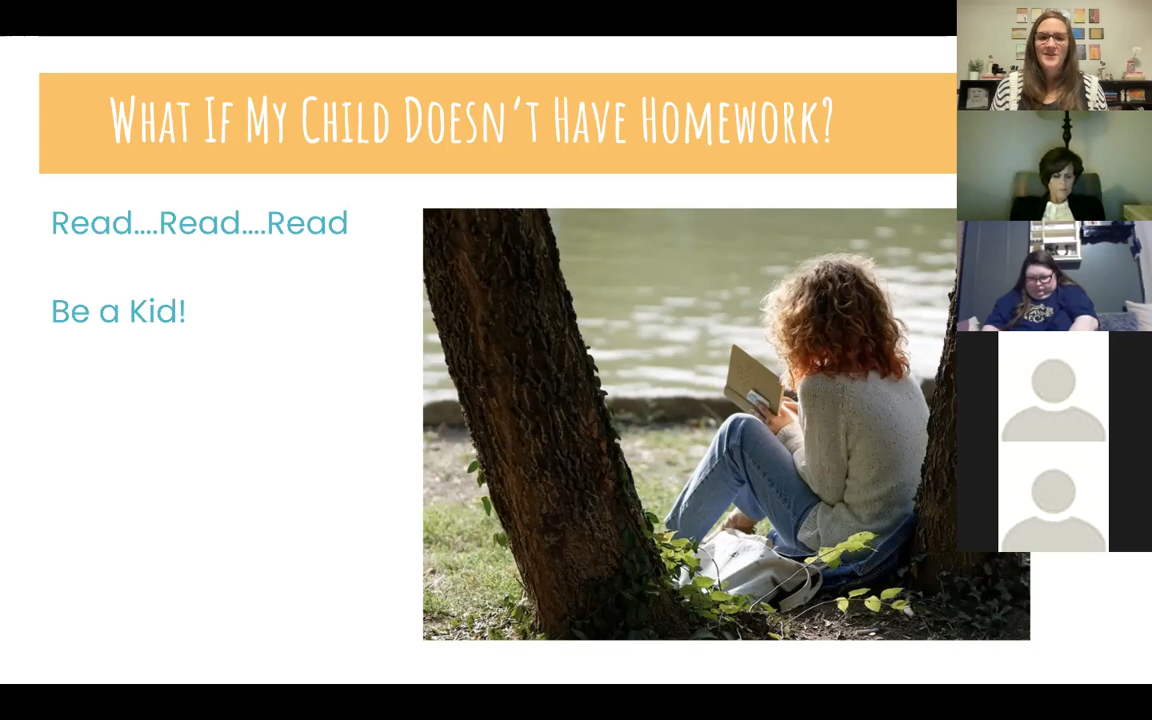 What If My Child Doesn't Have Homework?
Read....Read....Read
Be a Kid!